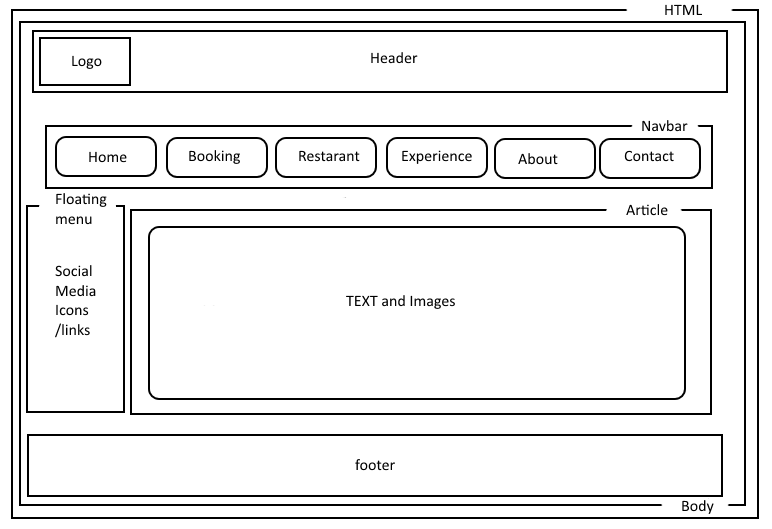 HTML
Logo
Header
Navbar
Home
Booking
Restarant
Experience
About
Contact
Floating
menu
Social
Media
Icons
/links
Article
TEXT and Images
footer
Body